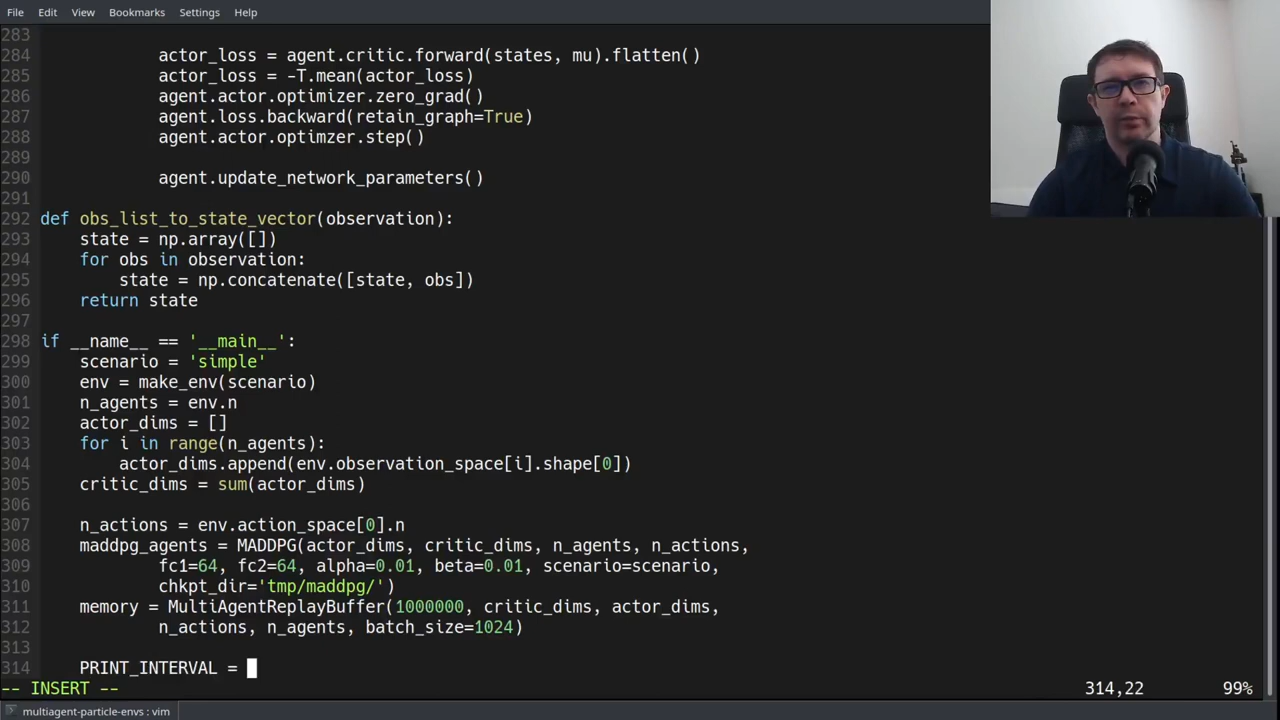 File Edit View Bookmarks Settings Help
283
284 actor_loss = agent.critic.forward(states, mu).flatten()
285 actor_loss = -T.mean(actor_loss)
286 agent.actor.optimizer.zero_grad()
287 agent.loss.backward(retain_graph=True)
288 agent.actor.optimzer.step()
289
290 agent.update_network_parameters()
291
292 def obs_list_to_state_vector(observation):
293 state = np.array([])
294 for obs in observation:
295 state = np.concatenate([state, obs])
296 return state
297
298 if __name__ == '__main__':
299 scenario = 'simple'
300 env = make_env(scenario)
301 n_agents = env.n
302 actor_dims = []
303 for i in range(n_agents):
304 actor_dims.append(env.observation_space[i].shape[0])
305 critic_dims = sum(actor_dims)
306
307 n_actions = env.action_space[0].n
308 maddpg_agents = MADDPG(actor_dims, critic_dims, n_agents, n_actions,
309 fc1=64, fc2=64, alpha=0.01, beta=0.01, scenario=scenario,
310 chkpt_dir='tmp/maddpg/')
311 memory = MultiAgentReplayBuffer(1000000, critic_dims, actor_dims,
312 n_actions, n_agents, batch_size=1024)
313
314 PRINT_INTERVAL =
-- INSERT -- 314,22 99%
multiagent-particle-envs : vim